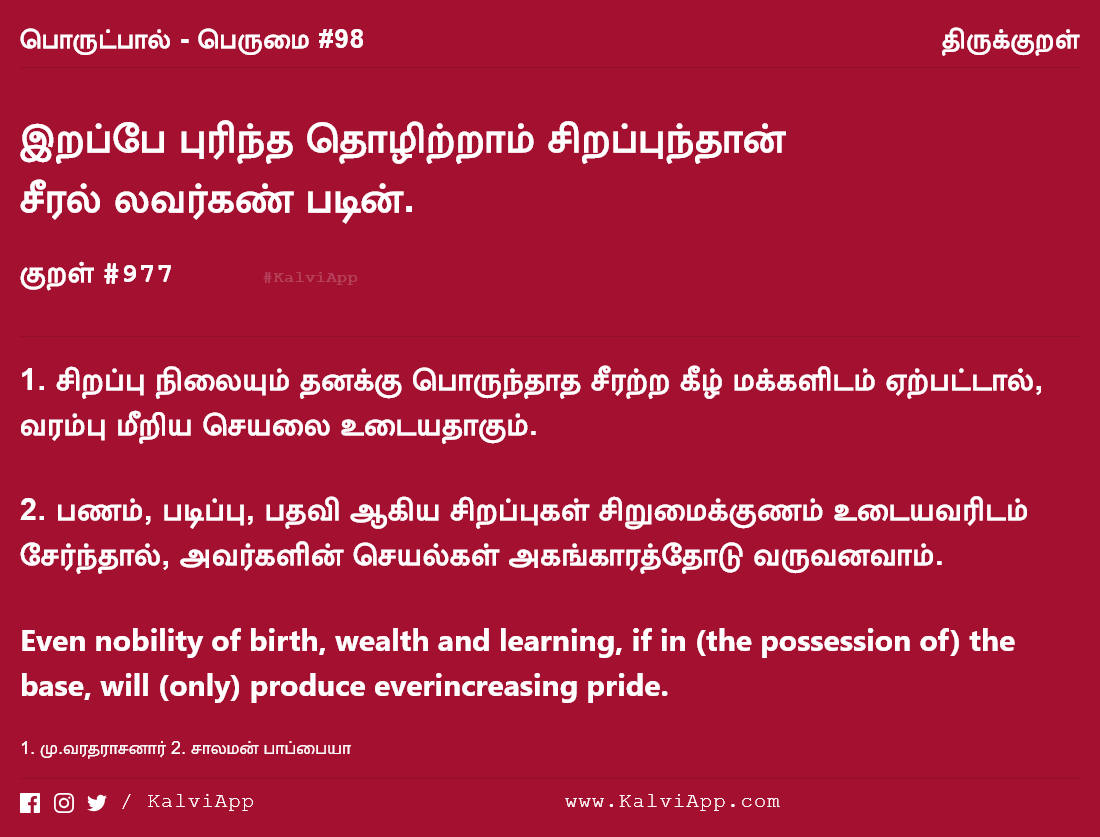 பொருட்பால் - பெருமை #98 திருக்குறள்
இறப்பே புரிந்த தொழிற்றாம் சிறப்புந்தான்
சீரல் லவர்கண் படின்.
குறள் #977 #KalviApp
1. சிறப்பு நிலையும் தனக்கு பொருந்தாத சீரற்ற கீழ் மக்களிடம் ஏற்பட்டால்,
வரம்பு மீறிய செயலை உடையதாகும்.
2. பணம், படிப்பு, பதவி ஆகிய சிறப்புகள் சிறுமைக்குணம் உடையவரிடம்
சேர்ந்தால், அவர்களின் செயல்கள் அகங்காரத்தோடு வருவனவாம்.
Even nobility of birth, wealth and learning, if in (the possession of) the
base, will (only) produce everincreasing pride.
1. மு.வரதராசனார் 2. சாலமன் பாப்பையா
/ KalviApp www.KalviApp.com